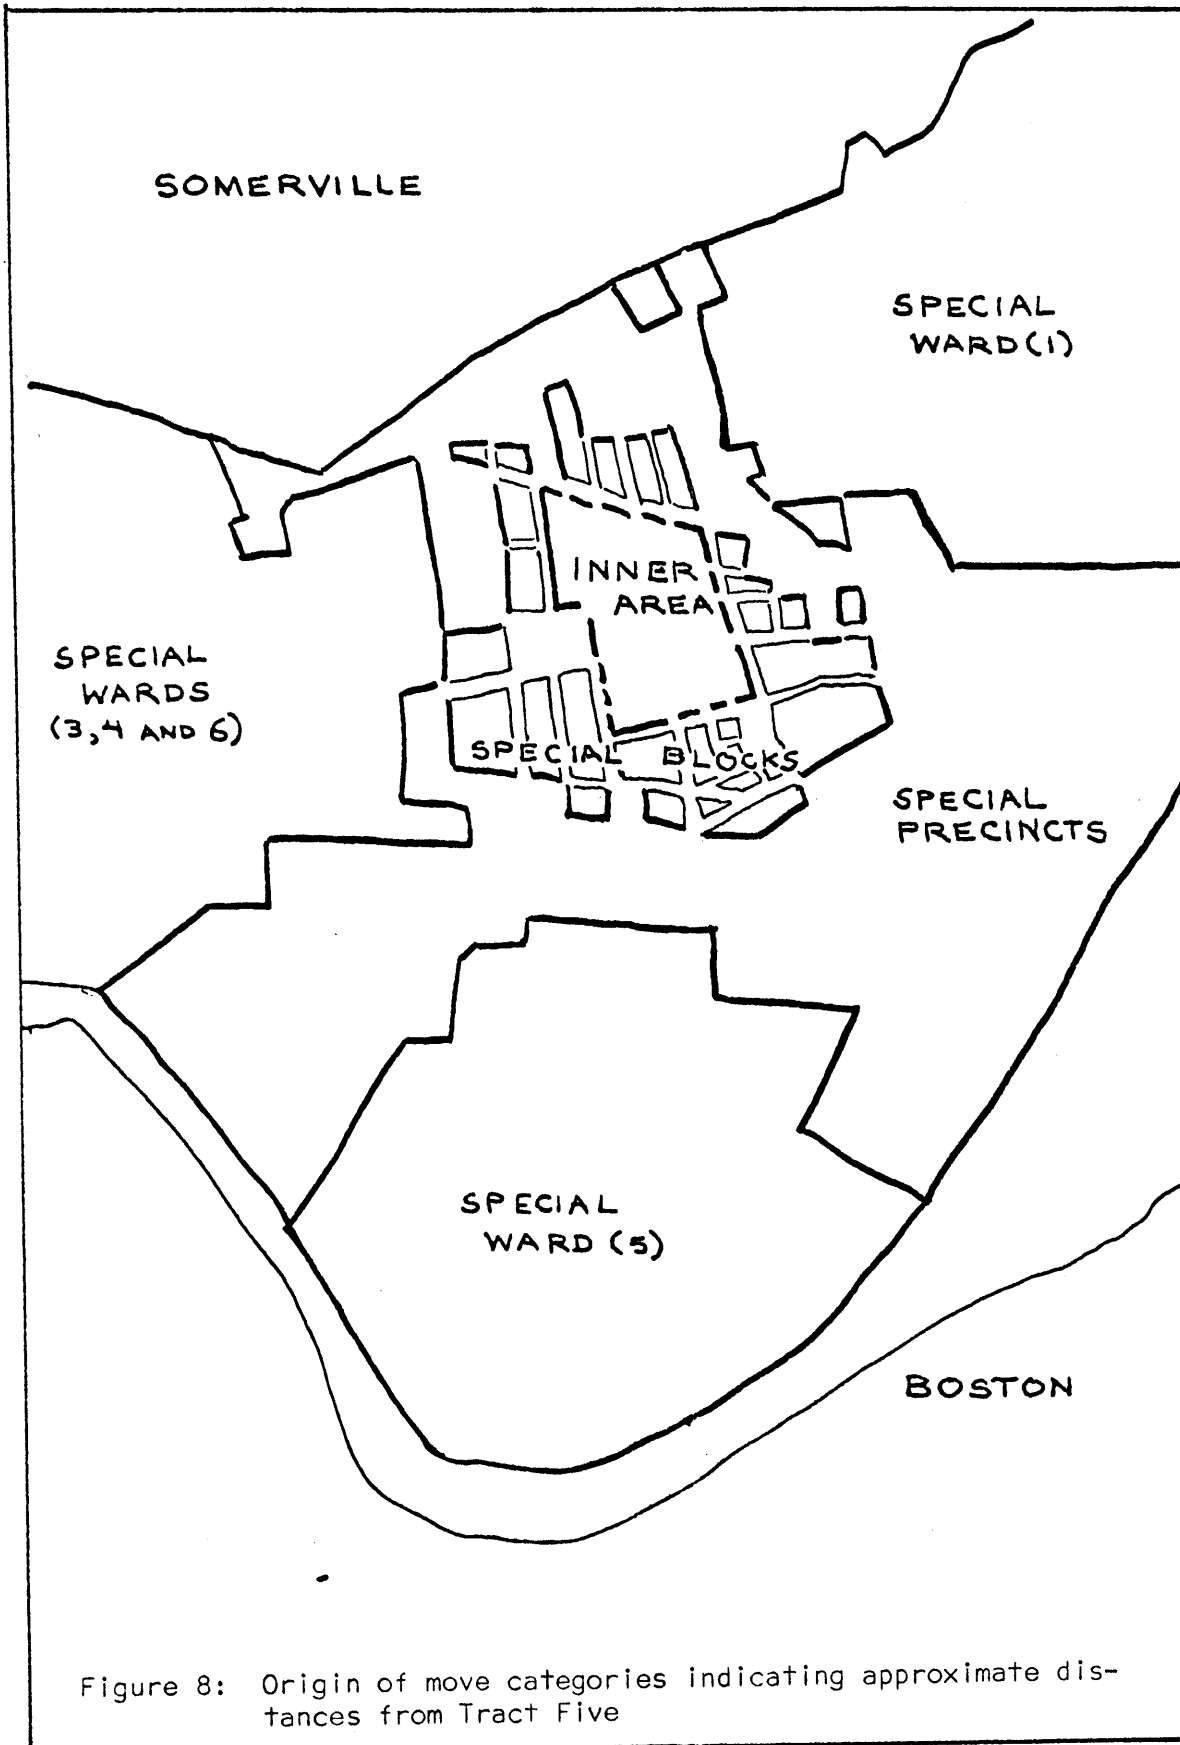 SOMERVILLE
SPECIAL
WARD (1)
INNER
AREA
SPECIAL
WARDS
(3,4 AND 6)
SPECIAL BLOCKS
SPECIAL
PRECINCTS
SPECIAL
WARD (5)
BOSTON
Figure 8: Origin of move categories indicating approximate dis-
tances from Tract Five